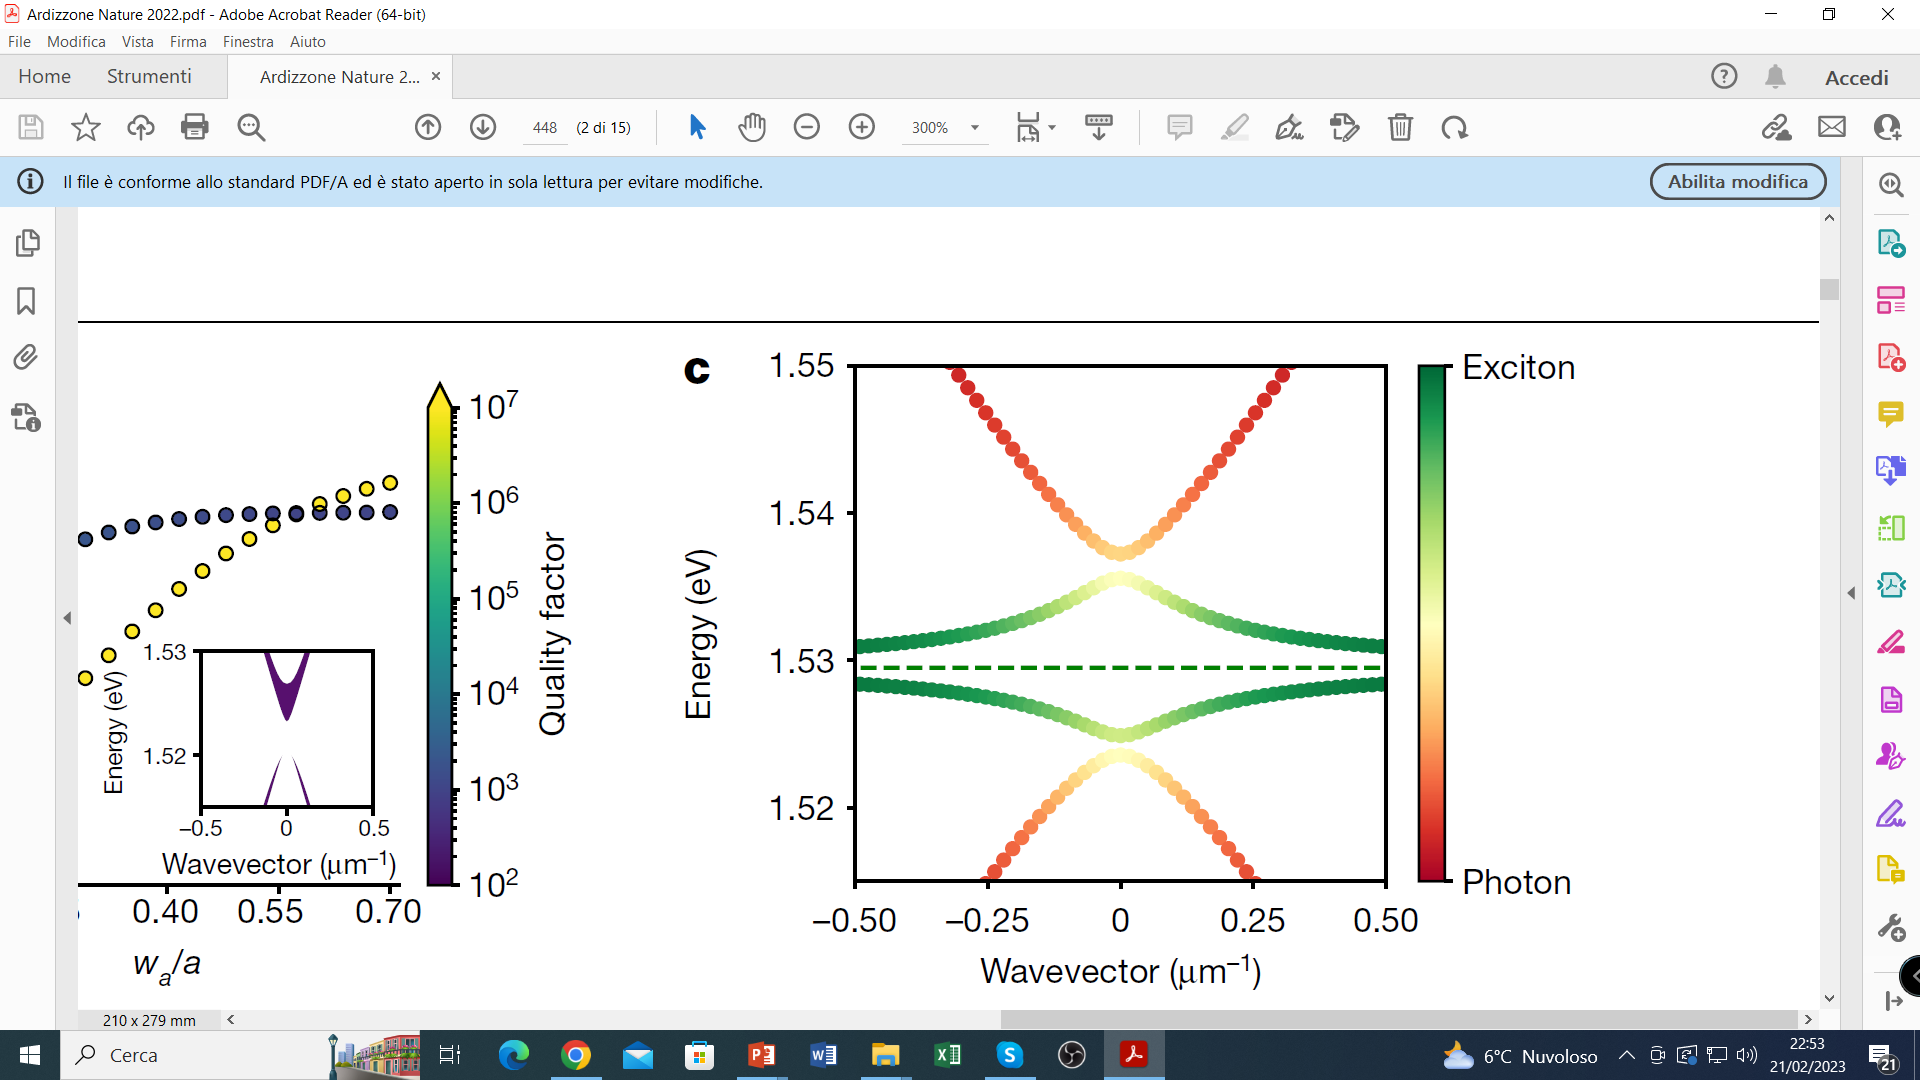 Ardizzone Nature 2022.pdf - Adobe Acrobat Reader (64-bit)
File Modifica Vista Firma Finestra Aiuto
Home Strumenti Ardizzone Nature 2... × Accedi
448 (2 di 15) 300%
Il file è conforme allo standard PDF/A ed è stato aperto in sola lettura per evitare modifiche. Abilita modifica
10⁷
10⁶
10⁵
10⁴
10³
10²
Quality factor
1.53
1.52
Energy (eV)
−0.5 0 0.5
Wavevector (μm⁻¹)
0.40 0.55 0.70
wₐ/a
c
1.55
1.54
1.53
1.52
Energy (eV)
−0.50 −0.25 0 0.25 0.50
Wavevector (μm⁻¹)
Exciton
Photon
210 x 279 mm
Cerca
6°C Nuvoloso
22:53
21/02/2023
21